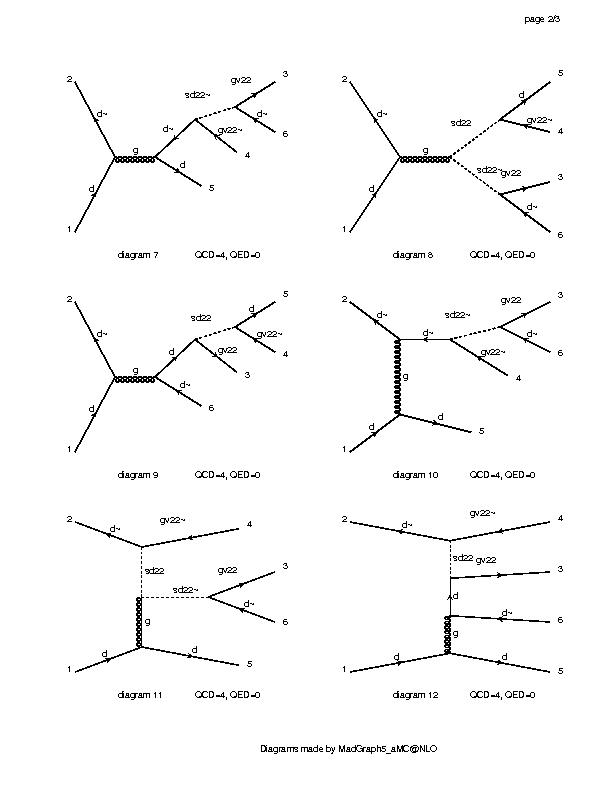 page 2/3
2
d~
d
1
g
d~
sd22~
gv22
3
d~
6
gv22~
4
d
5
diagram 7 QCD=4, QED=0
2
d~
d
1
g
sd22
d
5
gv22~
4
sd22~
gv22
3
d~
6
diagram 8 QCD=4, QED=0
2
d~
d
1
g
d
sd22
d
5
gv22~
4
gv22
3
d~
6
diagram 9 QCD=4, QED=0
2
d~
g
d
1
d~
sd22~
gv22
3
d~
6
gv22~
4
d
5
diagram 10 QCD=4, QED=0
2
d~
gv22~
4
sd22
sd22~
gv22
3
d~
6
g
d
1
d
5
diagram 11 QCD=4, QED=0
2
d~
gv22~
4
sd22
gv22
3
d
d~
6
g
d
1
d
5
diagram 12 QCD=4, QED=0
Diagrams made by MadGraph5_aMC@NLO